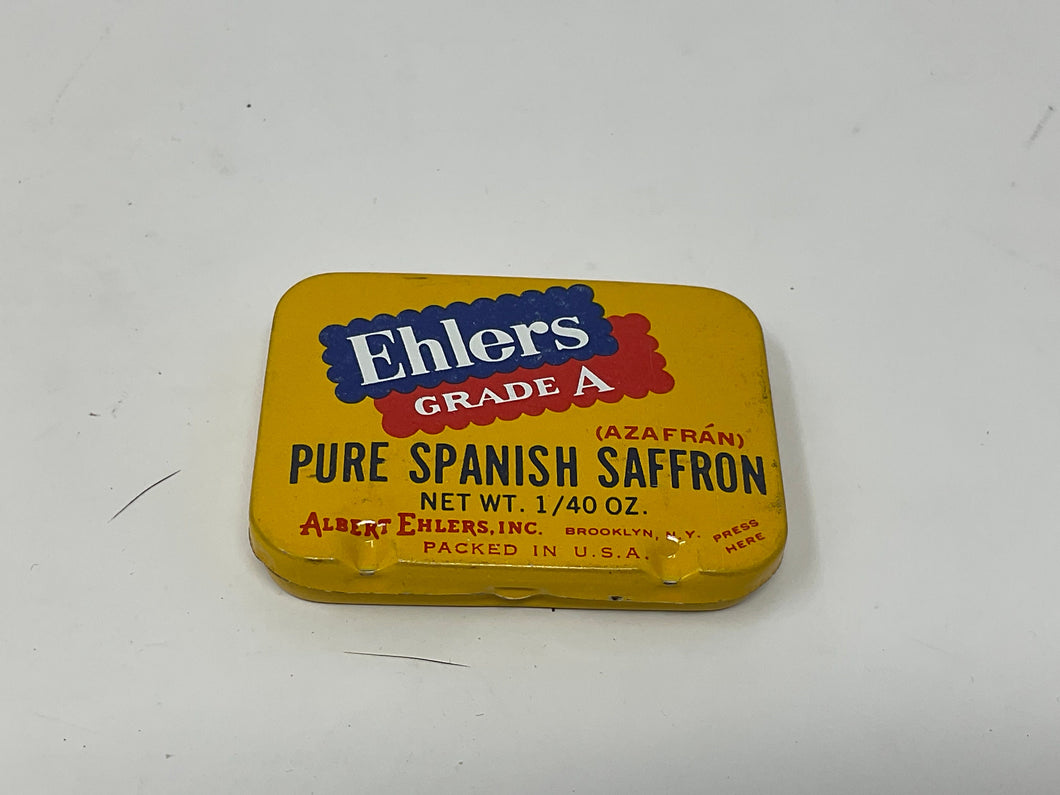 Ehlers
GRADE A
(AZAFRÁN)
PURE SPANISH SAFFRON
NET WT. 1/40 OZ.
ALBERT EHLERS, INC. BROOKLYN, N.Y.
PACKED IN U.S.A.
PRESS
HERE